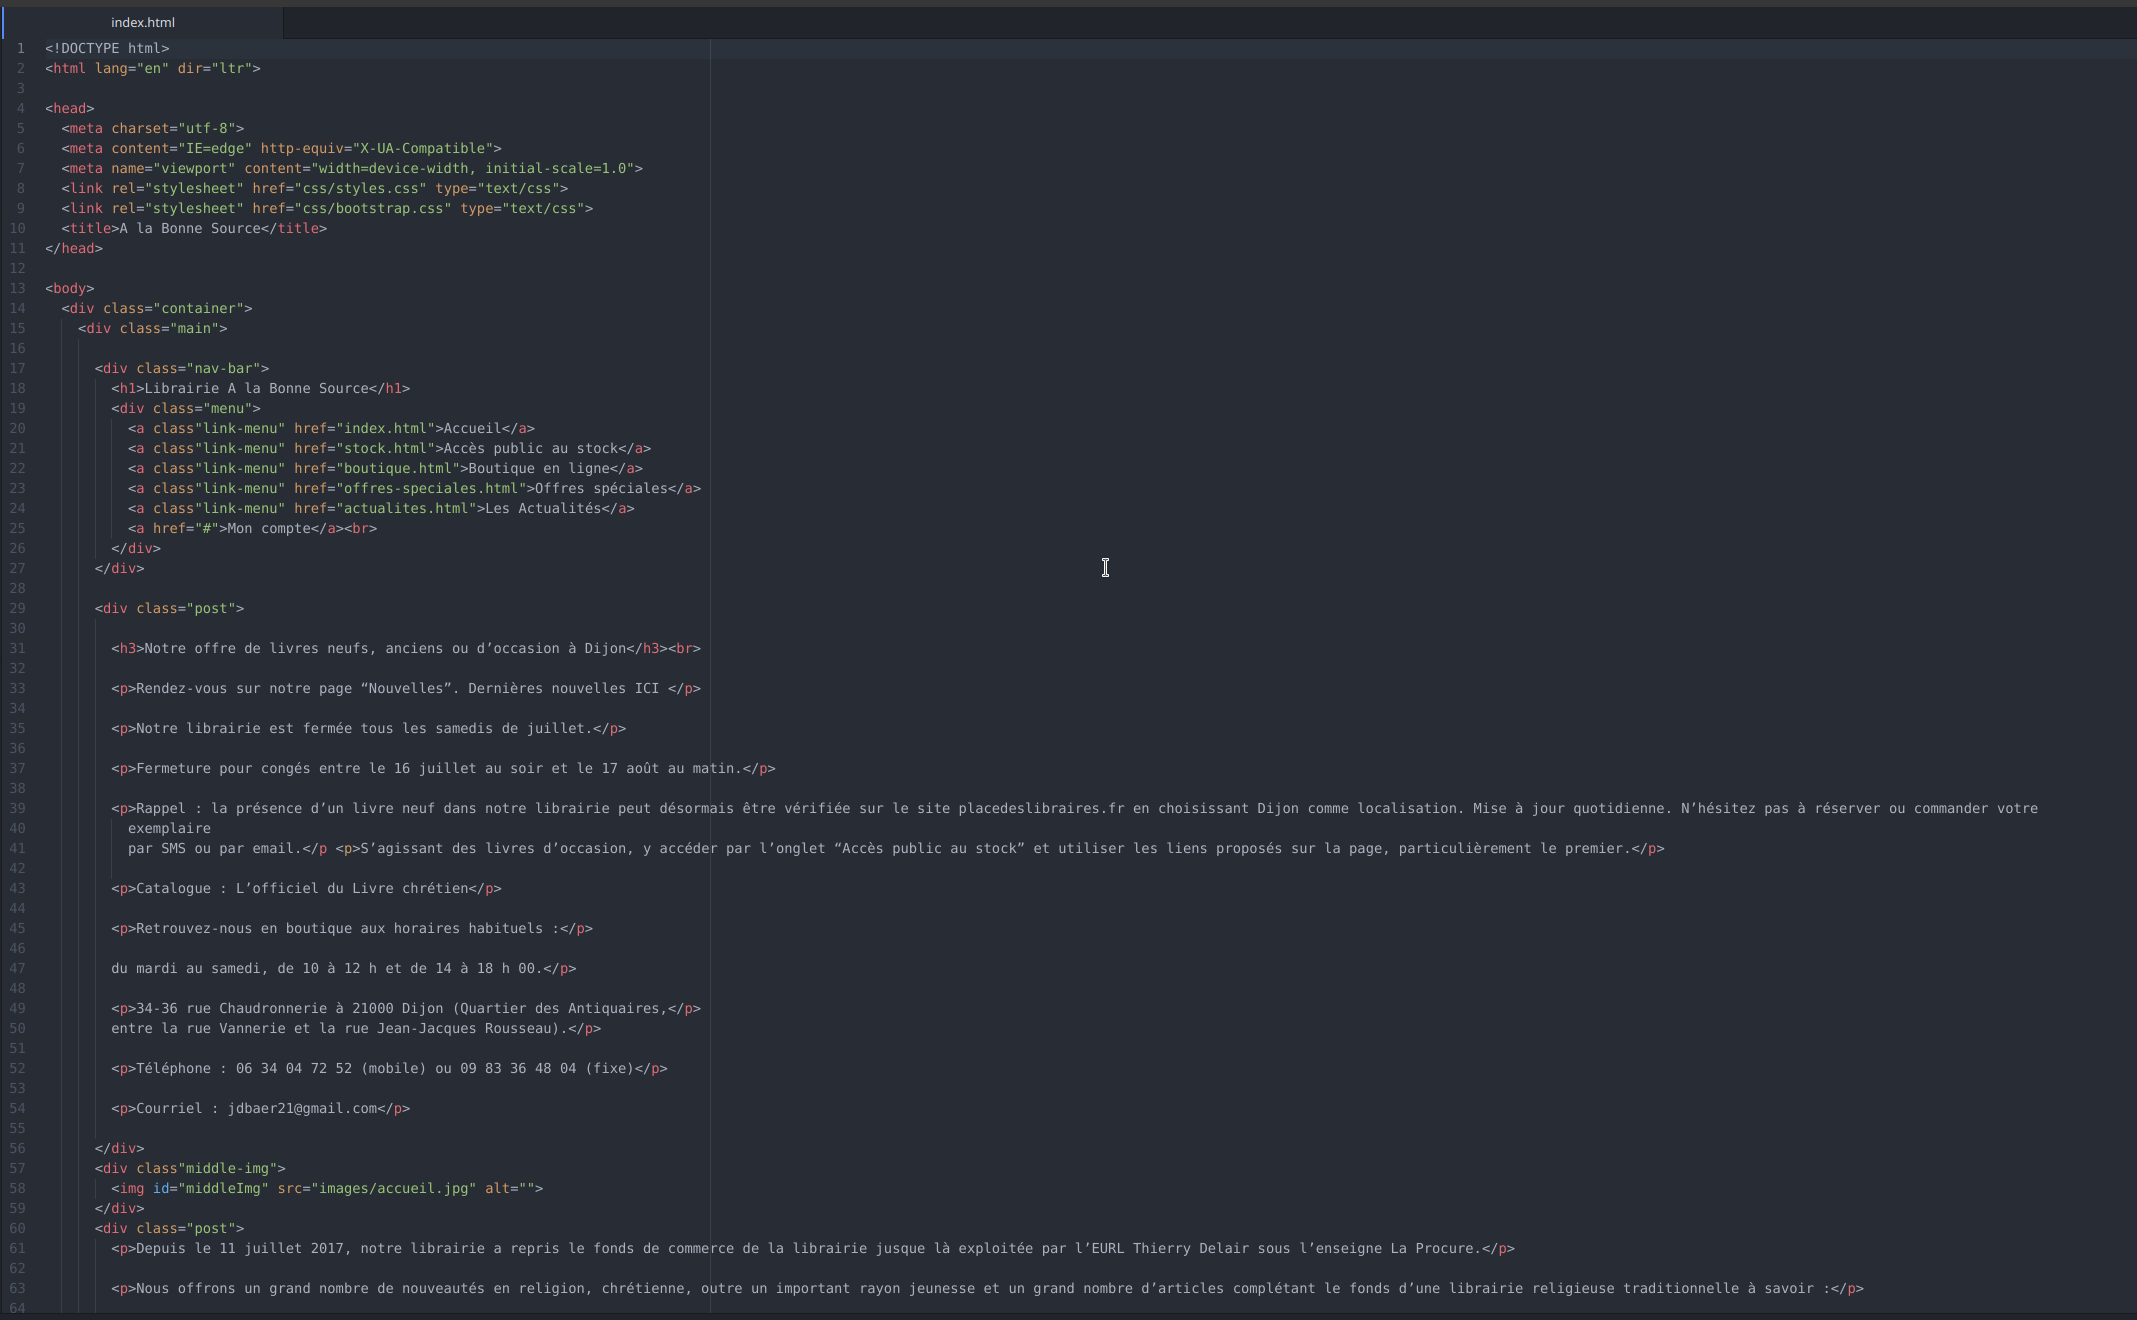 index.html
1 <!DOCTYPE html>
2 <html lang="en" dir="ltr">
3
4 <head>
5 <meta charset="utf-8">
6 <meta content="IE=edge" http-equiv="X-UA-Compatible">
7 <meta name="viewport" content="width=device-width, initial-scale=1.0">
8 <link rel="stylesheet" href="css/styles.css" type="text/css">
9 <link rel="stylesheet" href="css/bootstrap.css" type="text/css">
10 <title>A la Bonne Source</title>
11 </head>
12
13 <body>
14 <div class="container">
15 <div class="main">
16
17 <div class="nav-bar">
18 <h1>Librairie A la Bonne Source</h1>
19 <div class="menu">
20 <a class"link-menu" href="index.html">Accueil</a>
21 <a class"link-menu" href="stock.html">Accès public au stock</a>
22 <a class"link-menu" href="boutique.html">Boutique en ligne</a>
23 <a class"link-menu" href="offres-speciales.html">Offres spéciales</a>
24 <a class"link-menu" href="actualites.html">Les Actualités</a>
25 <a href="#">Mon compte</a><br>
26 </div>
27 </div>
28
29 <div class="post">
30
31 <h3>Notre offre de livres neufs, anciens ou d’occasion à Dijon</h3><br>
32
33 <p>Rendez-vous sur notre page “Nouvelles”. Dernières nouvelles ICI </p>
34
35 <p>Notre librairie est fermée tous les samedis de juillet.</p>
36
37 <p>Fermeture pour congés entre le 16 juillet au soir et le 17 août au matin.</p>
38
39 <p>Rappel : la présence d’un livre neuf dans notre librairie peut désormais être vérifiée sur le site placedeslibraires.fr en choisissant Dijon comme localisation. Mise à jour quotidienne. N’hésitez pas à réserver ou commander votre
40 exemplaire
41 par SMS ou par email.</p <p>S’agissant des livres d’occasion, y accéder par l’onglet “Accès public au stock” et utiliser les liens proposés sur la page, particulièrement le premier.</p>
42
43 <p>Catalogue : L’officiel du Livre chrétien</p>
44
45 <p>Retrouvez-nous en boutique aux horaires habituels :</p>
46
47 du mardi au samedi, de 10 à 12 h et de 14 à 18 h 00.</p>
48
49 <p>34-36 rue Chaudronnerie à 21000 Dijon (Quartier des Antiquaires,</p>
50 entre la rue Vannerie et la rue Jean-Jacques Rousseau).</p>
51
52 <p>Téléphone : 06 34 04 72 52 (mobile) ou 09 83 36 48 04 (fixe)</p>
53
54 <p>Courriel : jdbaer21@gmail.com</p>
55
56 </div>
57 <div class"middle-img">
58 <img id="middleImg" src="images/accueil.jpg" alt="">
59 </div>
60 <div class="post">
61 <p>Depuis le 11 juillet 2017, notre librairie a repris le fonds de commerce de la librairie jusque là exploitée par l’EURL Thierry Delair sous l’enseigne La Procure.</p>
62
63 <p>Nous offrons un grand nombre de nouveautés en religion, chrétienne, outre un important rayon jeunesse et un grand nombre d’articles complétant le fonds d’une librairie religieuse traditionnelle à savoir :</p>
64